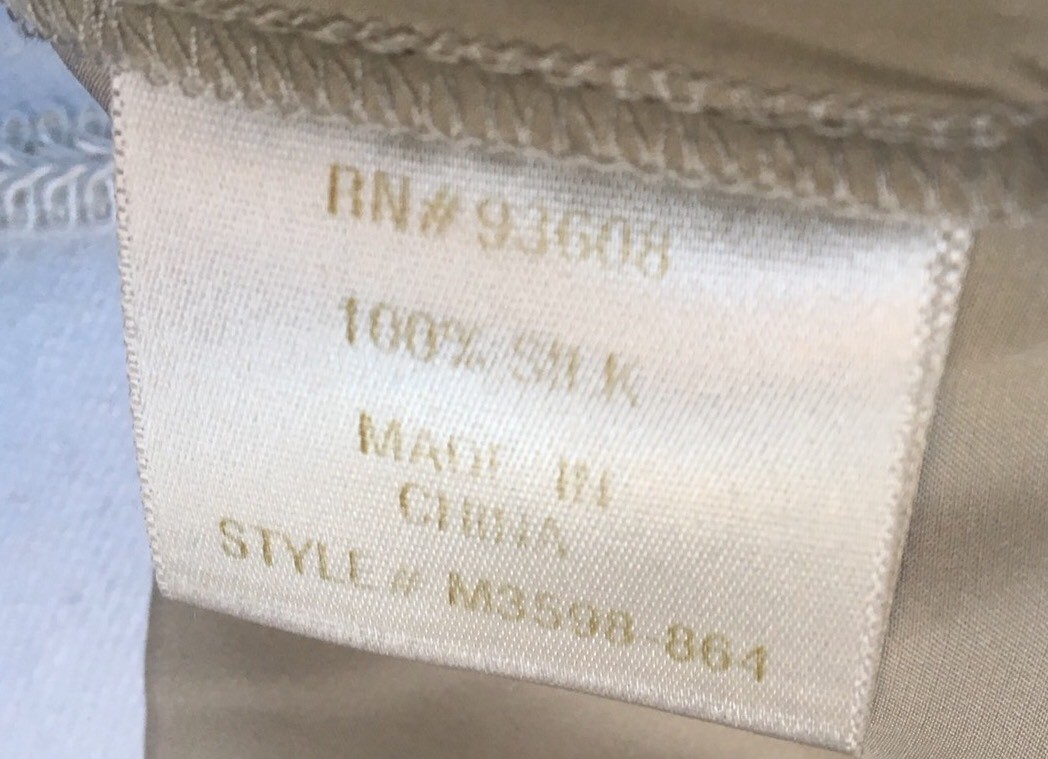 RN# 93608
100% SILK
MADE IN
CHINA
STYLE # M3598-864